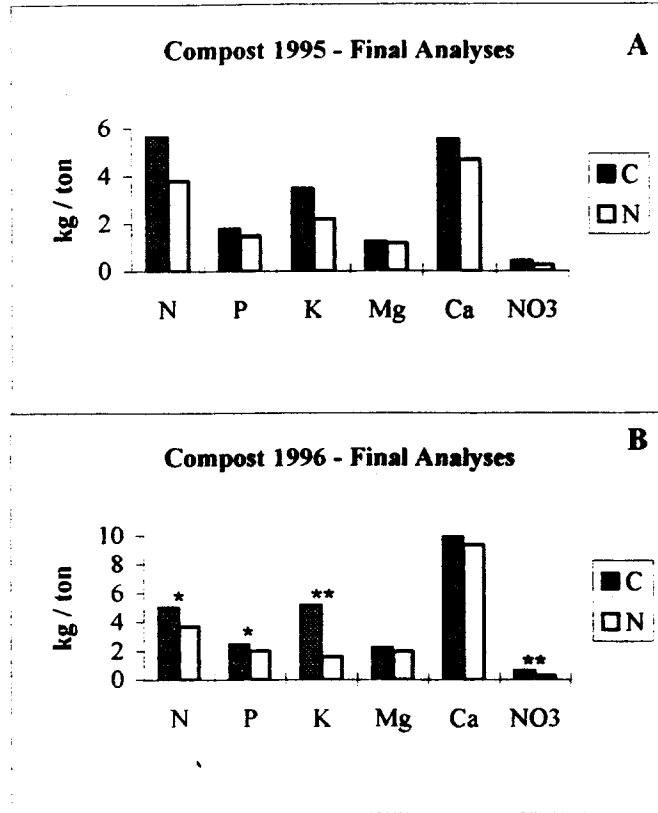 Compost 1995 - Final Analyses
A
kg / ton
6
4
2
0
N P K Mg Ca NO3
C
N
Compost 1996 - Final Analyses
B
kg / ton
10
8
6
4
2
0
* * ** **
N P K Mg Ca NO3
C
N